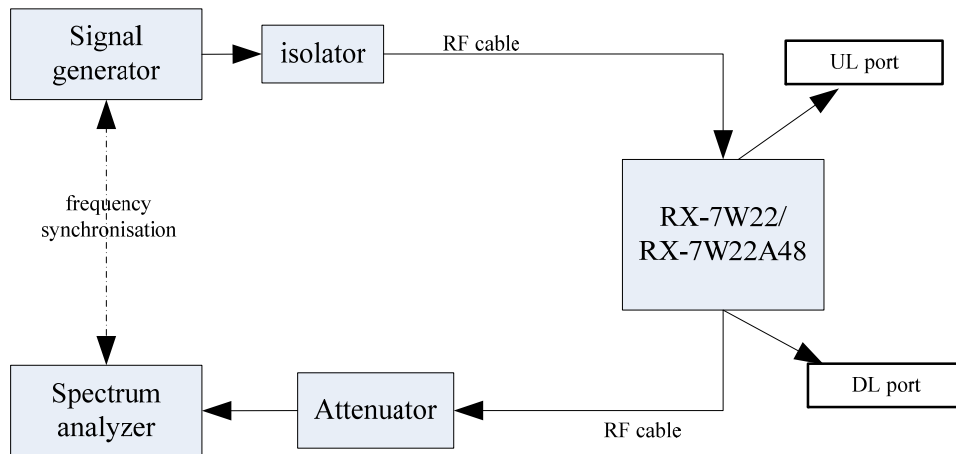 Signal
generator
isolator
RF cable
UL port
frequency
synchronisation
RX-7W22/
RX-7W22A48
Spectrum
analyzer
Attenuator
RF cable
DL port